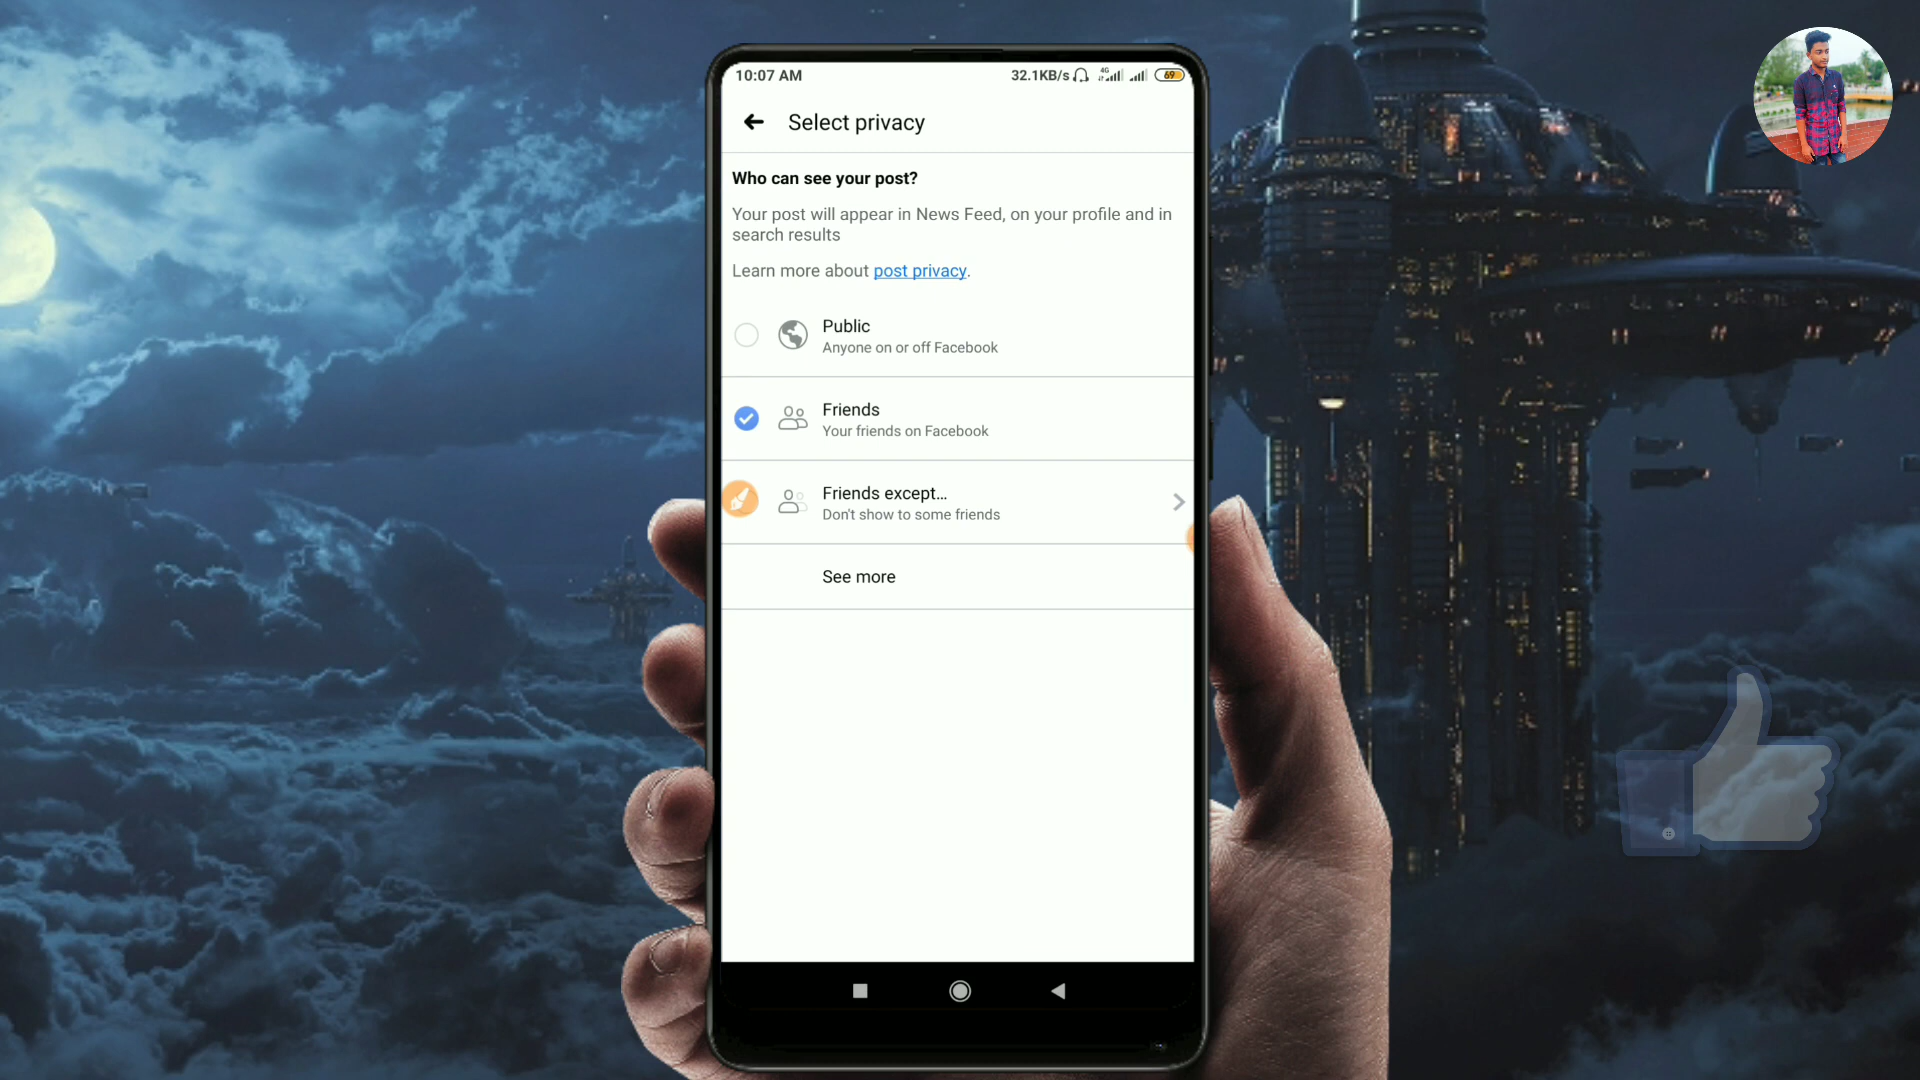 10:07 AM 32.1KB/s 4G 69
Select privacy
Who can see your post?
Your post will appear in News Feed, on your profile and in
search results
Learn more about post privacy.
Public
Anyone on or off Facebook
Friends
Your friends on Facebook
Friends except...
Don't show to some friends
See more